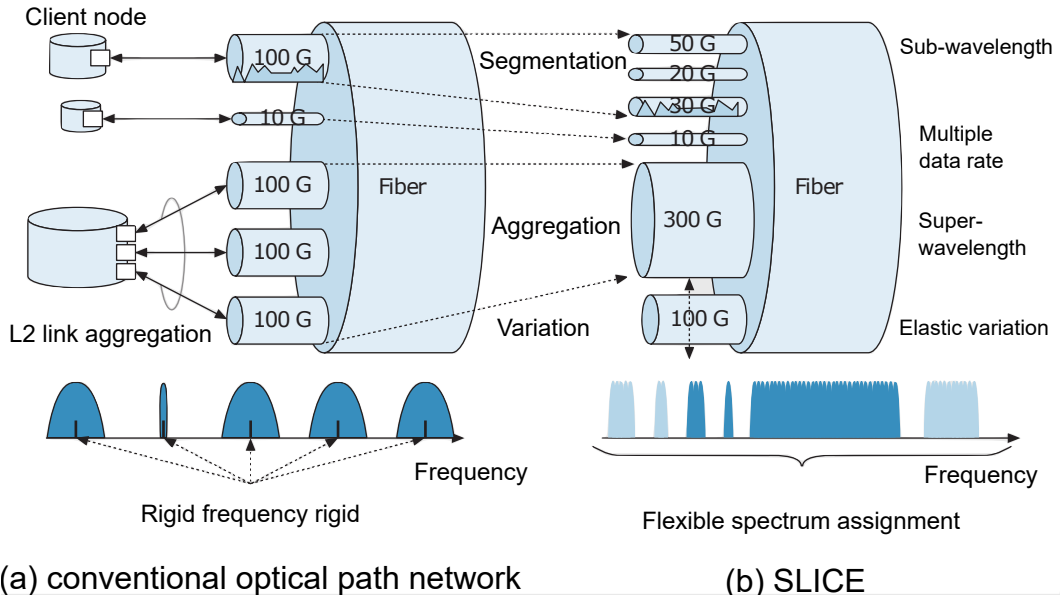 Client node
100 G
10 G
100 G
100 G
100 G
Fiber
L2 link aggregation
Segmentation
Aggregation
Variation
50 G
20 G
30 G
10 G
300 G
100 G
Fiber
Sub-wavelength
Multiple
data rate
Super-
wavelength
Elastic variation
Frequency
Rigid frequency rigid
Frequency
Flexible spectrum assignment
(a) conventional optical path network
(b) SLICE